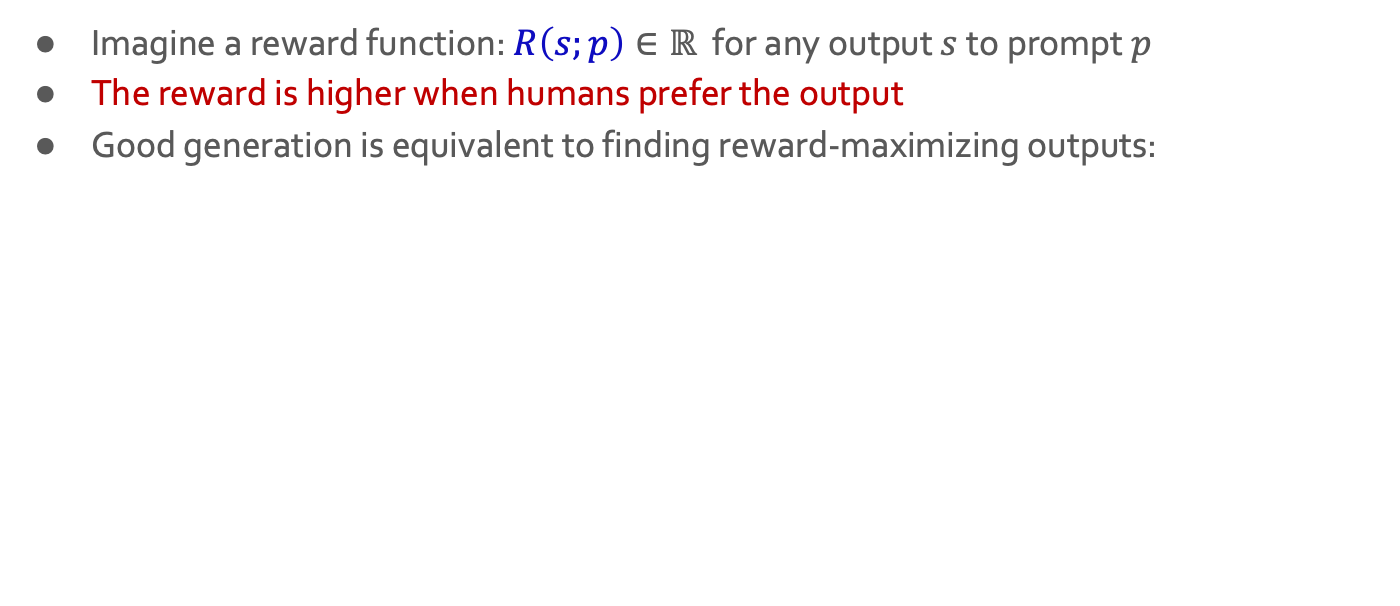 ● Imagine a reward function: R(s; p) ∈ ℝ for any output s to prompt p
● The reward is higher when humans prefer the output
● Good generation is equivalent to finding reward-maximizing outputs: